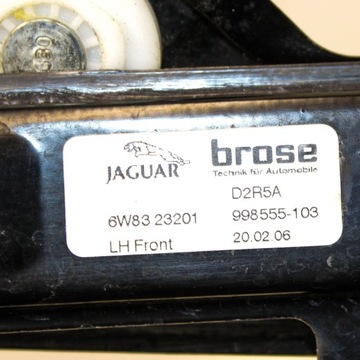 JAGUAR brose
Technik für Automobile
D2R5A
6W83 23201 998555-103
LH Front 20.02.06